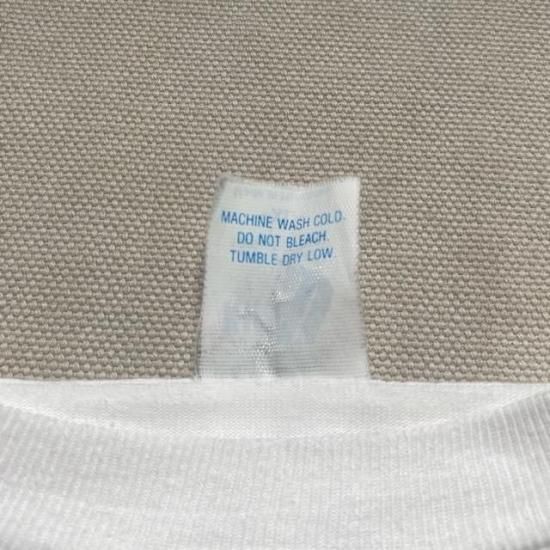 MACHINE WASH COLD.
DO NOT BLEACH.
TUMBLE DRY LOW.